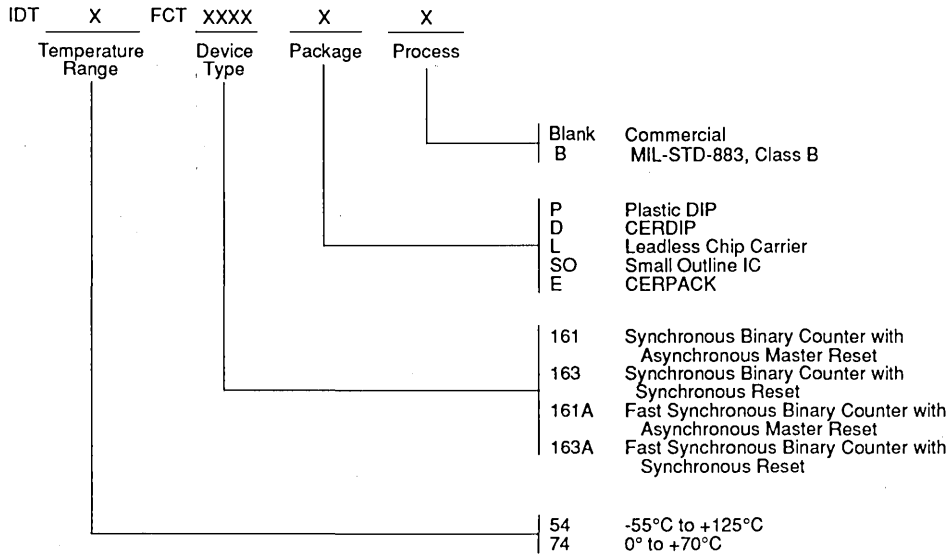 IDT X FCT XXXX X X
Temperature Range Device Type Package Process
Blank Commercial
B MIL-STD-883, Class B
P Plastic DIP
D CERDIP
L Leadless Chip Carrier
SO Small Outline IC
E CERPACK
161 Synchronous Binary Counter with
Asynchronous Master Reset
163 Synchronous Binary Counter with
Synchronous Reset
161A Fast Synchronous Binary Counter with
Asynchronous Master Reset
163A Fast Synchronous Binary Counter with
Synchronous Reset
54 -55°C to +125°C
74 0° to +70°C